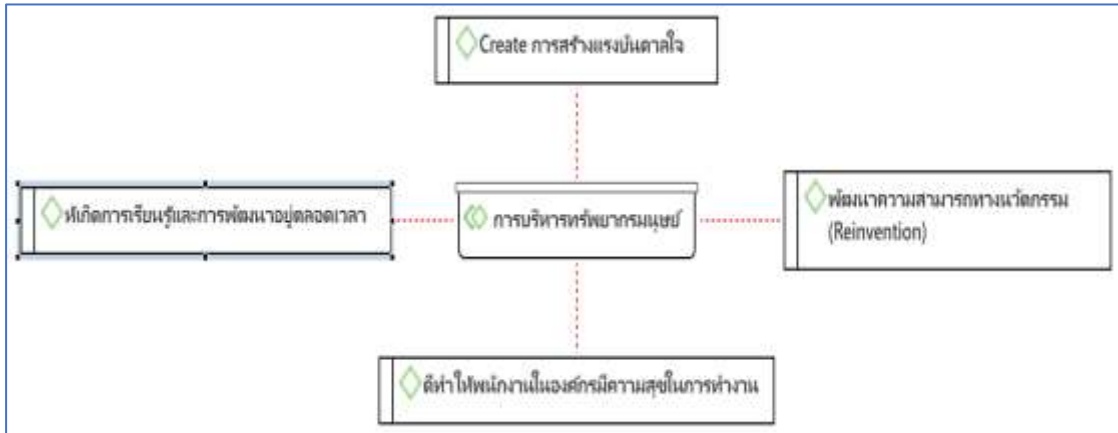 Create การสร้างแรงบันดาลใจ
ห้เกิดการเรียนรู้และการพัฒนาอยู่ตลอดเวลา
การบริหารทรัพยากรมนุษย์
พัฒนาความสามารถทางนวัตกรรม
(Reinvention)
ดีทำให้พนักงานในองค์กรมีความสุขในการทำงาน